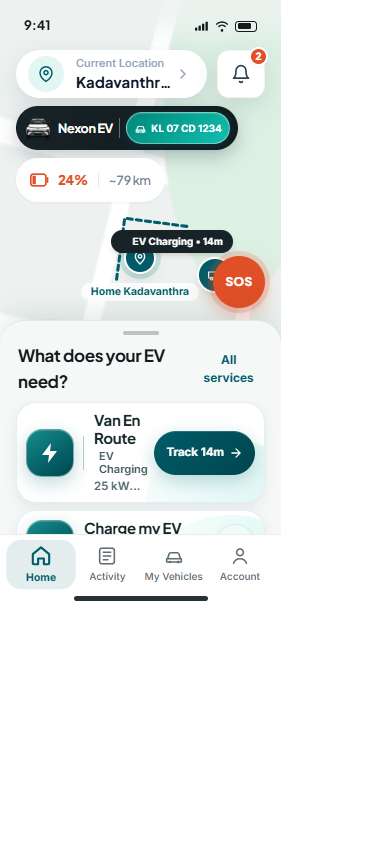 9:41
Current Location
Kadavanthr...
2
Nexon EV
KL 07 CD 1234
24%
~79 km
EV Charging • 14m
Home Kadavanthra
SOS
What does your EV
need?
All
services
Van En
Route
EV
Charging
25 kW...
Track 14m
Charge my EV
Home
Activity
My Vehicles
Account